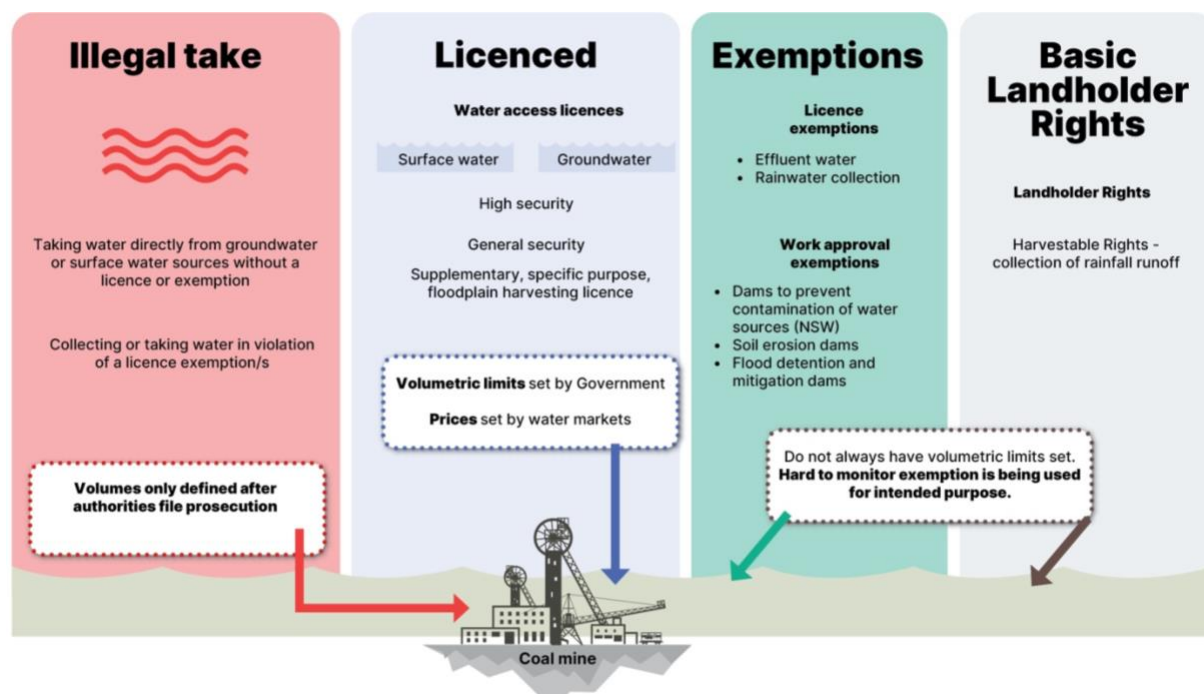 Illegal take
Taking water directly from groundwater
or surface water sources without a
licence or exemption
Collecting or taking water in violation
of a licence exemption/s
Volumes only defined after
authorities file prosecution
Licenced
Water access licences
Surface water
Groundwater
High security
General security
Supplementary, specific purpose,
floodplain harvesting licence
Volumetric limits set by Government
Prices set by water markets
Exemptions
Licence
exemptions
• Effluent water
• Rainwater collection
Work approval
exemptions
• Dams to prevent
contamination of water
sources (NSW)
• Soil erosion dams
• Flood detention and
mitigation dams
Basic
Landholder
Rights
Landholder Rights
Harvestable Rights -
collection of rainfall runoff
Do not always have volumetric limits set.
Hard to monitor exemption is being used
for intended purpose.
Coal mine